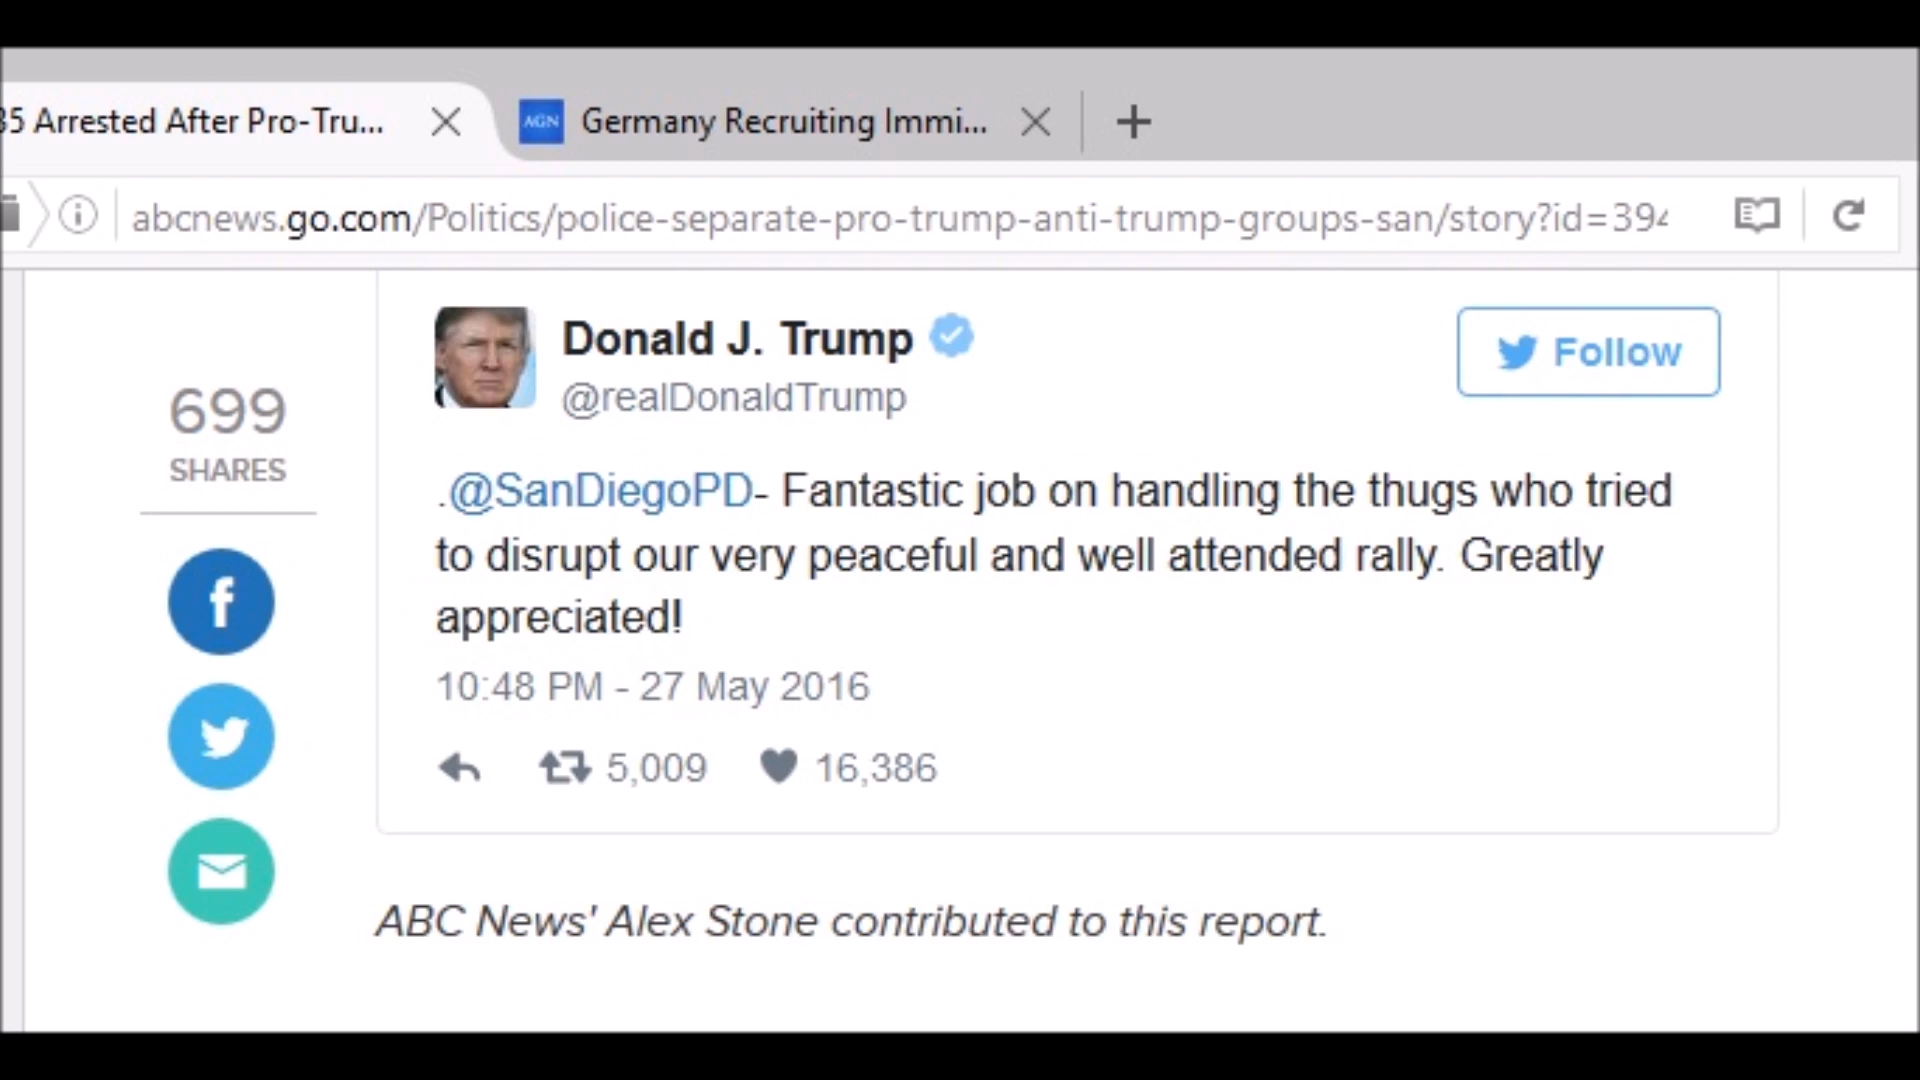 35 Arrested After Pro-Tru...
AGN
Germany Recruiting Immi...
abcnews.go.com/Politics/police-separate-pro-trump-anti-trump-groups-san/story?id=394
Donald J. Trump
@realDonaldTrump
Follow
699
SHARES
.@SanDiegoPD- Fantastic job on handling the thugs who tried
to disrupt our very peaceful and well attended rally. Greatly
appreciated!
10:48 PM - 27 May 2016
5,009
16,386
ABC News' Alex Stone contributed to this report.